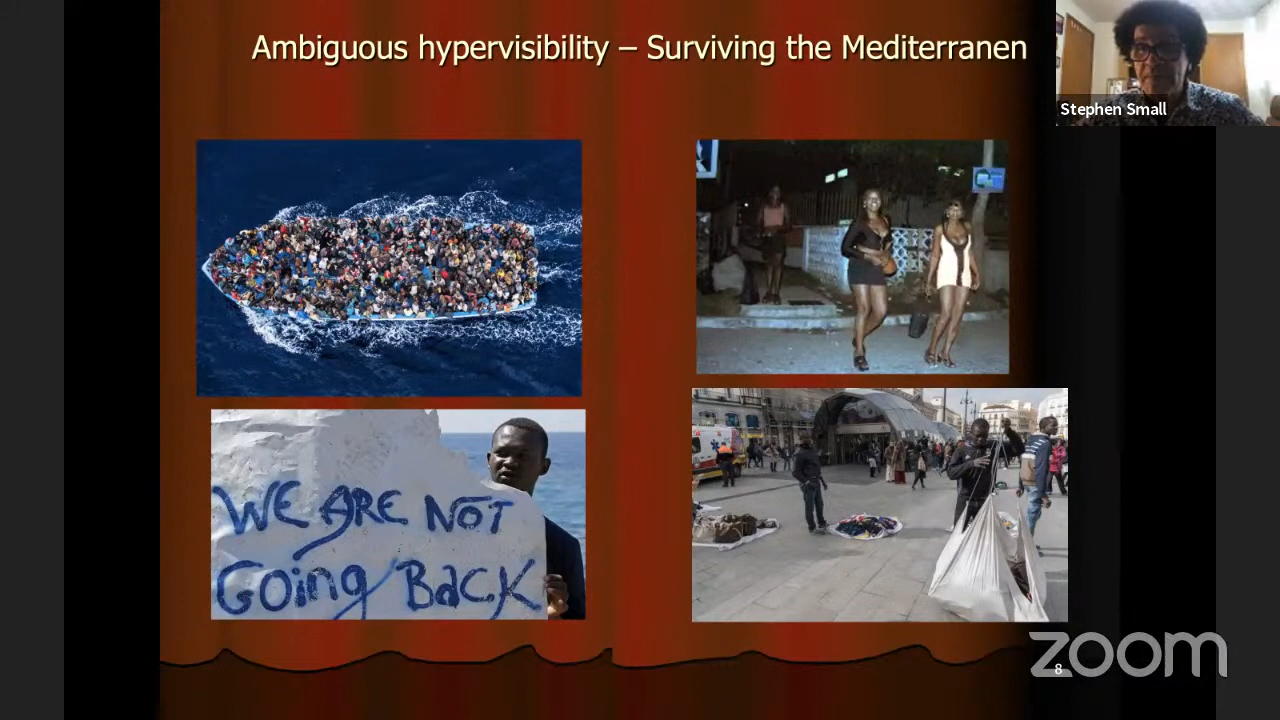 Ambiguous hypervisibility – Surviving the Mediterranen
Stephen Small
WE ARE NOT
Going BacK
zoom
8